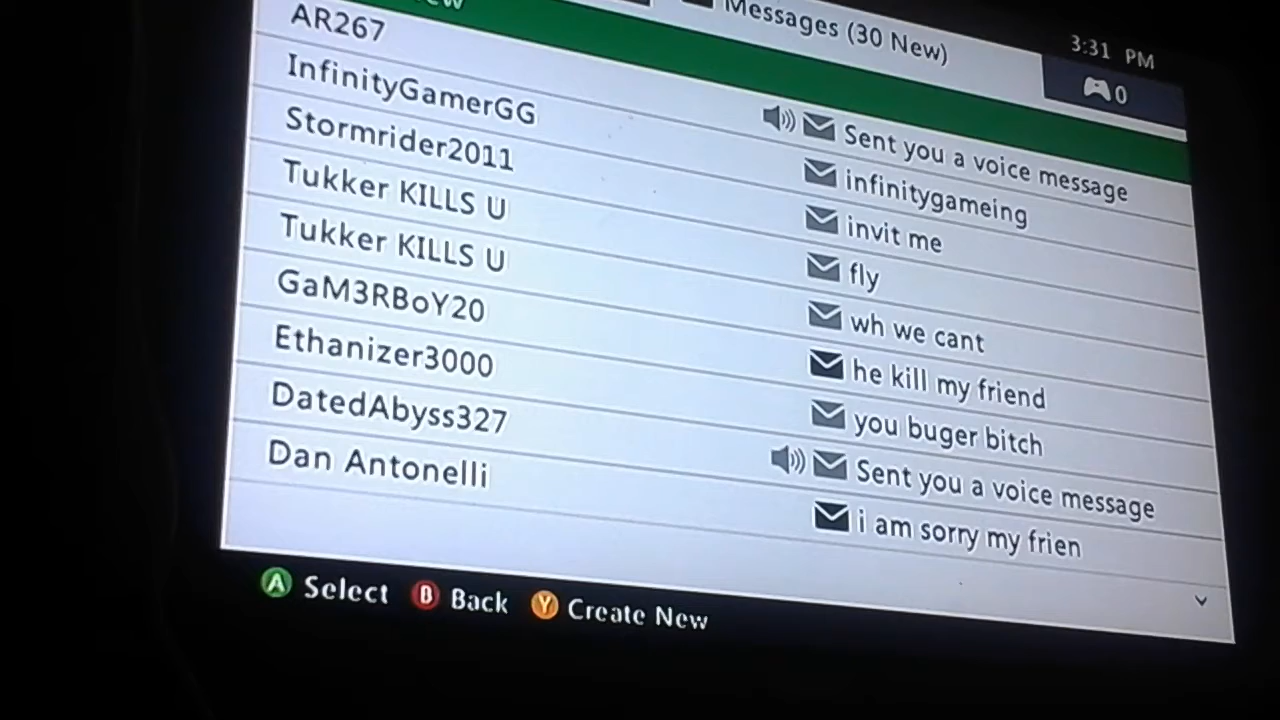 Messages (30 New)
3:31 PM
0
AR267 Sent you a voice message
InfinityGamerGG infinitygameing
Stormrider2011 invit me
Tukker KILLS U fly
Tukker KILLS U wh we cant
GaM3RBoY20 he kill my friend
Ethanizer3000 you buger bitch
DatedAbyss327 Sent you a voice message
Dan Antonelli i am sorry my frien
A Select B Back Y Create New